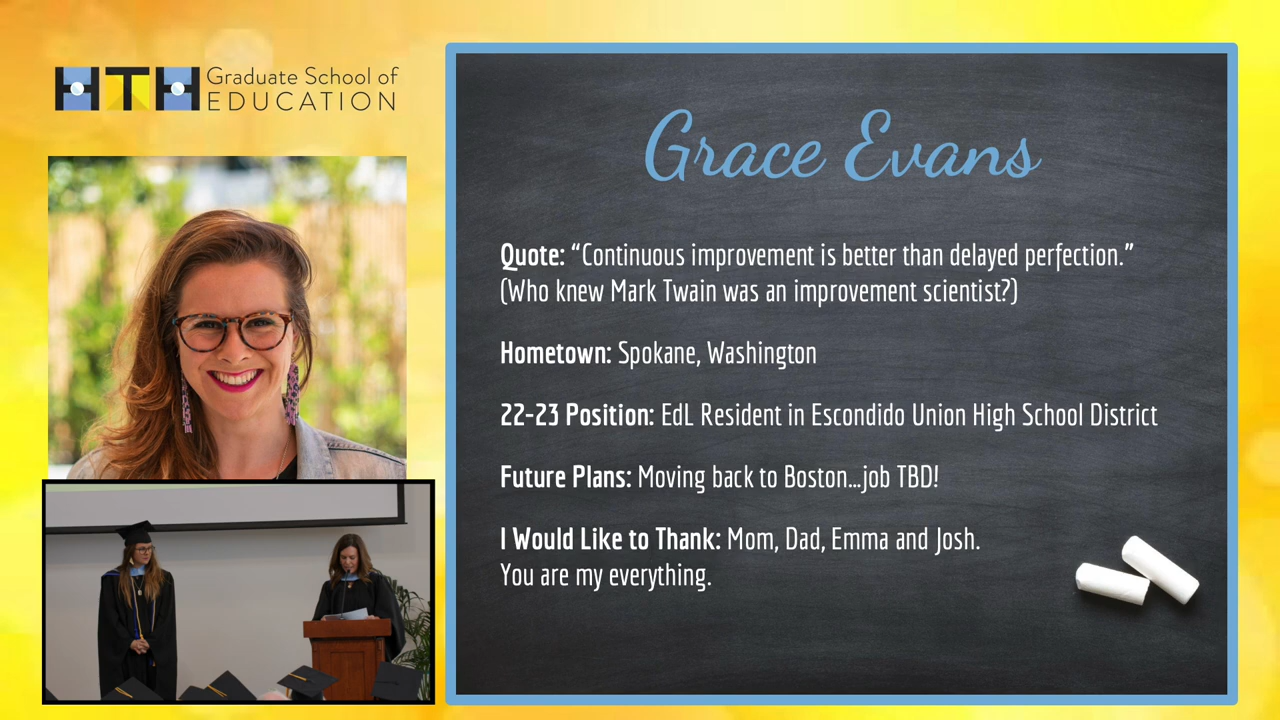 HTH Graduate School of
EDUCATION
Grace Evans
Quote: “Continuous improvement is better than delayed perfection.”
(Who knew Mark Twain was an improvement scientist?)
Hometown: Spokane, Washington
22-23 Position: EdL Resident in Escondido Union High School District
Future Plans: Moving back to Boston...job TBD!
I Would Like to Thank: Mom, Dad, Emma and Josh.
You are my everything.